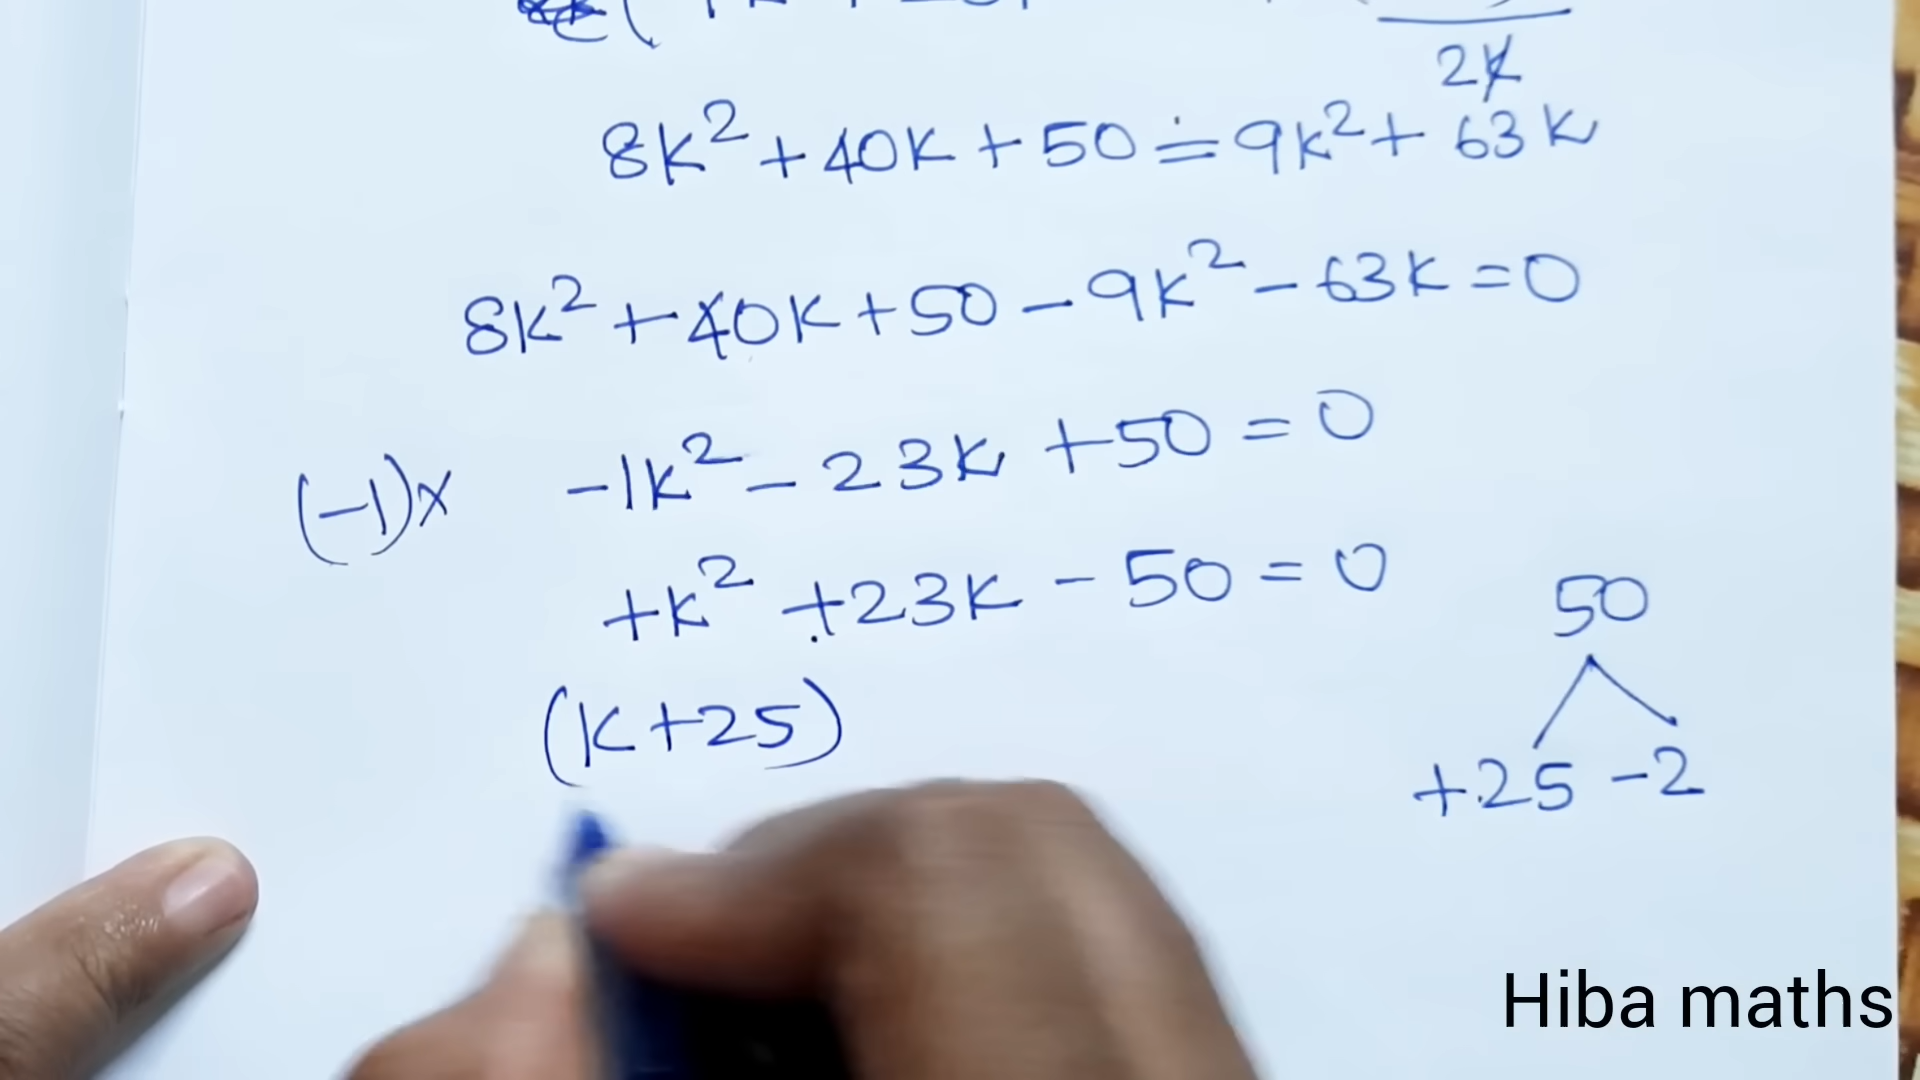 2k
8k² + 40k + 50 = 9k² + 63k
8k² + 40k + 50 - 9k² - 63k = 0
(-1)x -1k² - 23k + 50 = 0
+k² + 23k - 50 = 0
50
(k+25)
+25 -2
Hiba maths